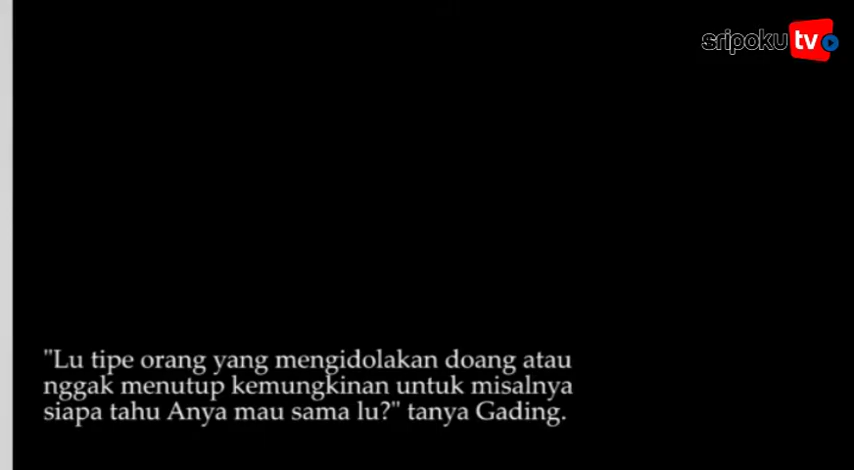 sripoku tv
"Lu tipe orang yang mengidolakan doang atau
nggak menutup kemungkinan untuk misalnya
siapa tahu Anya mau sama lu?" tanya Gading.